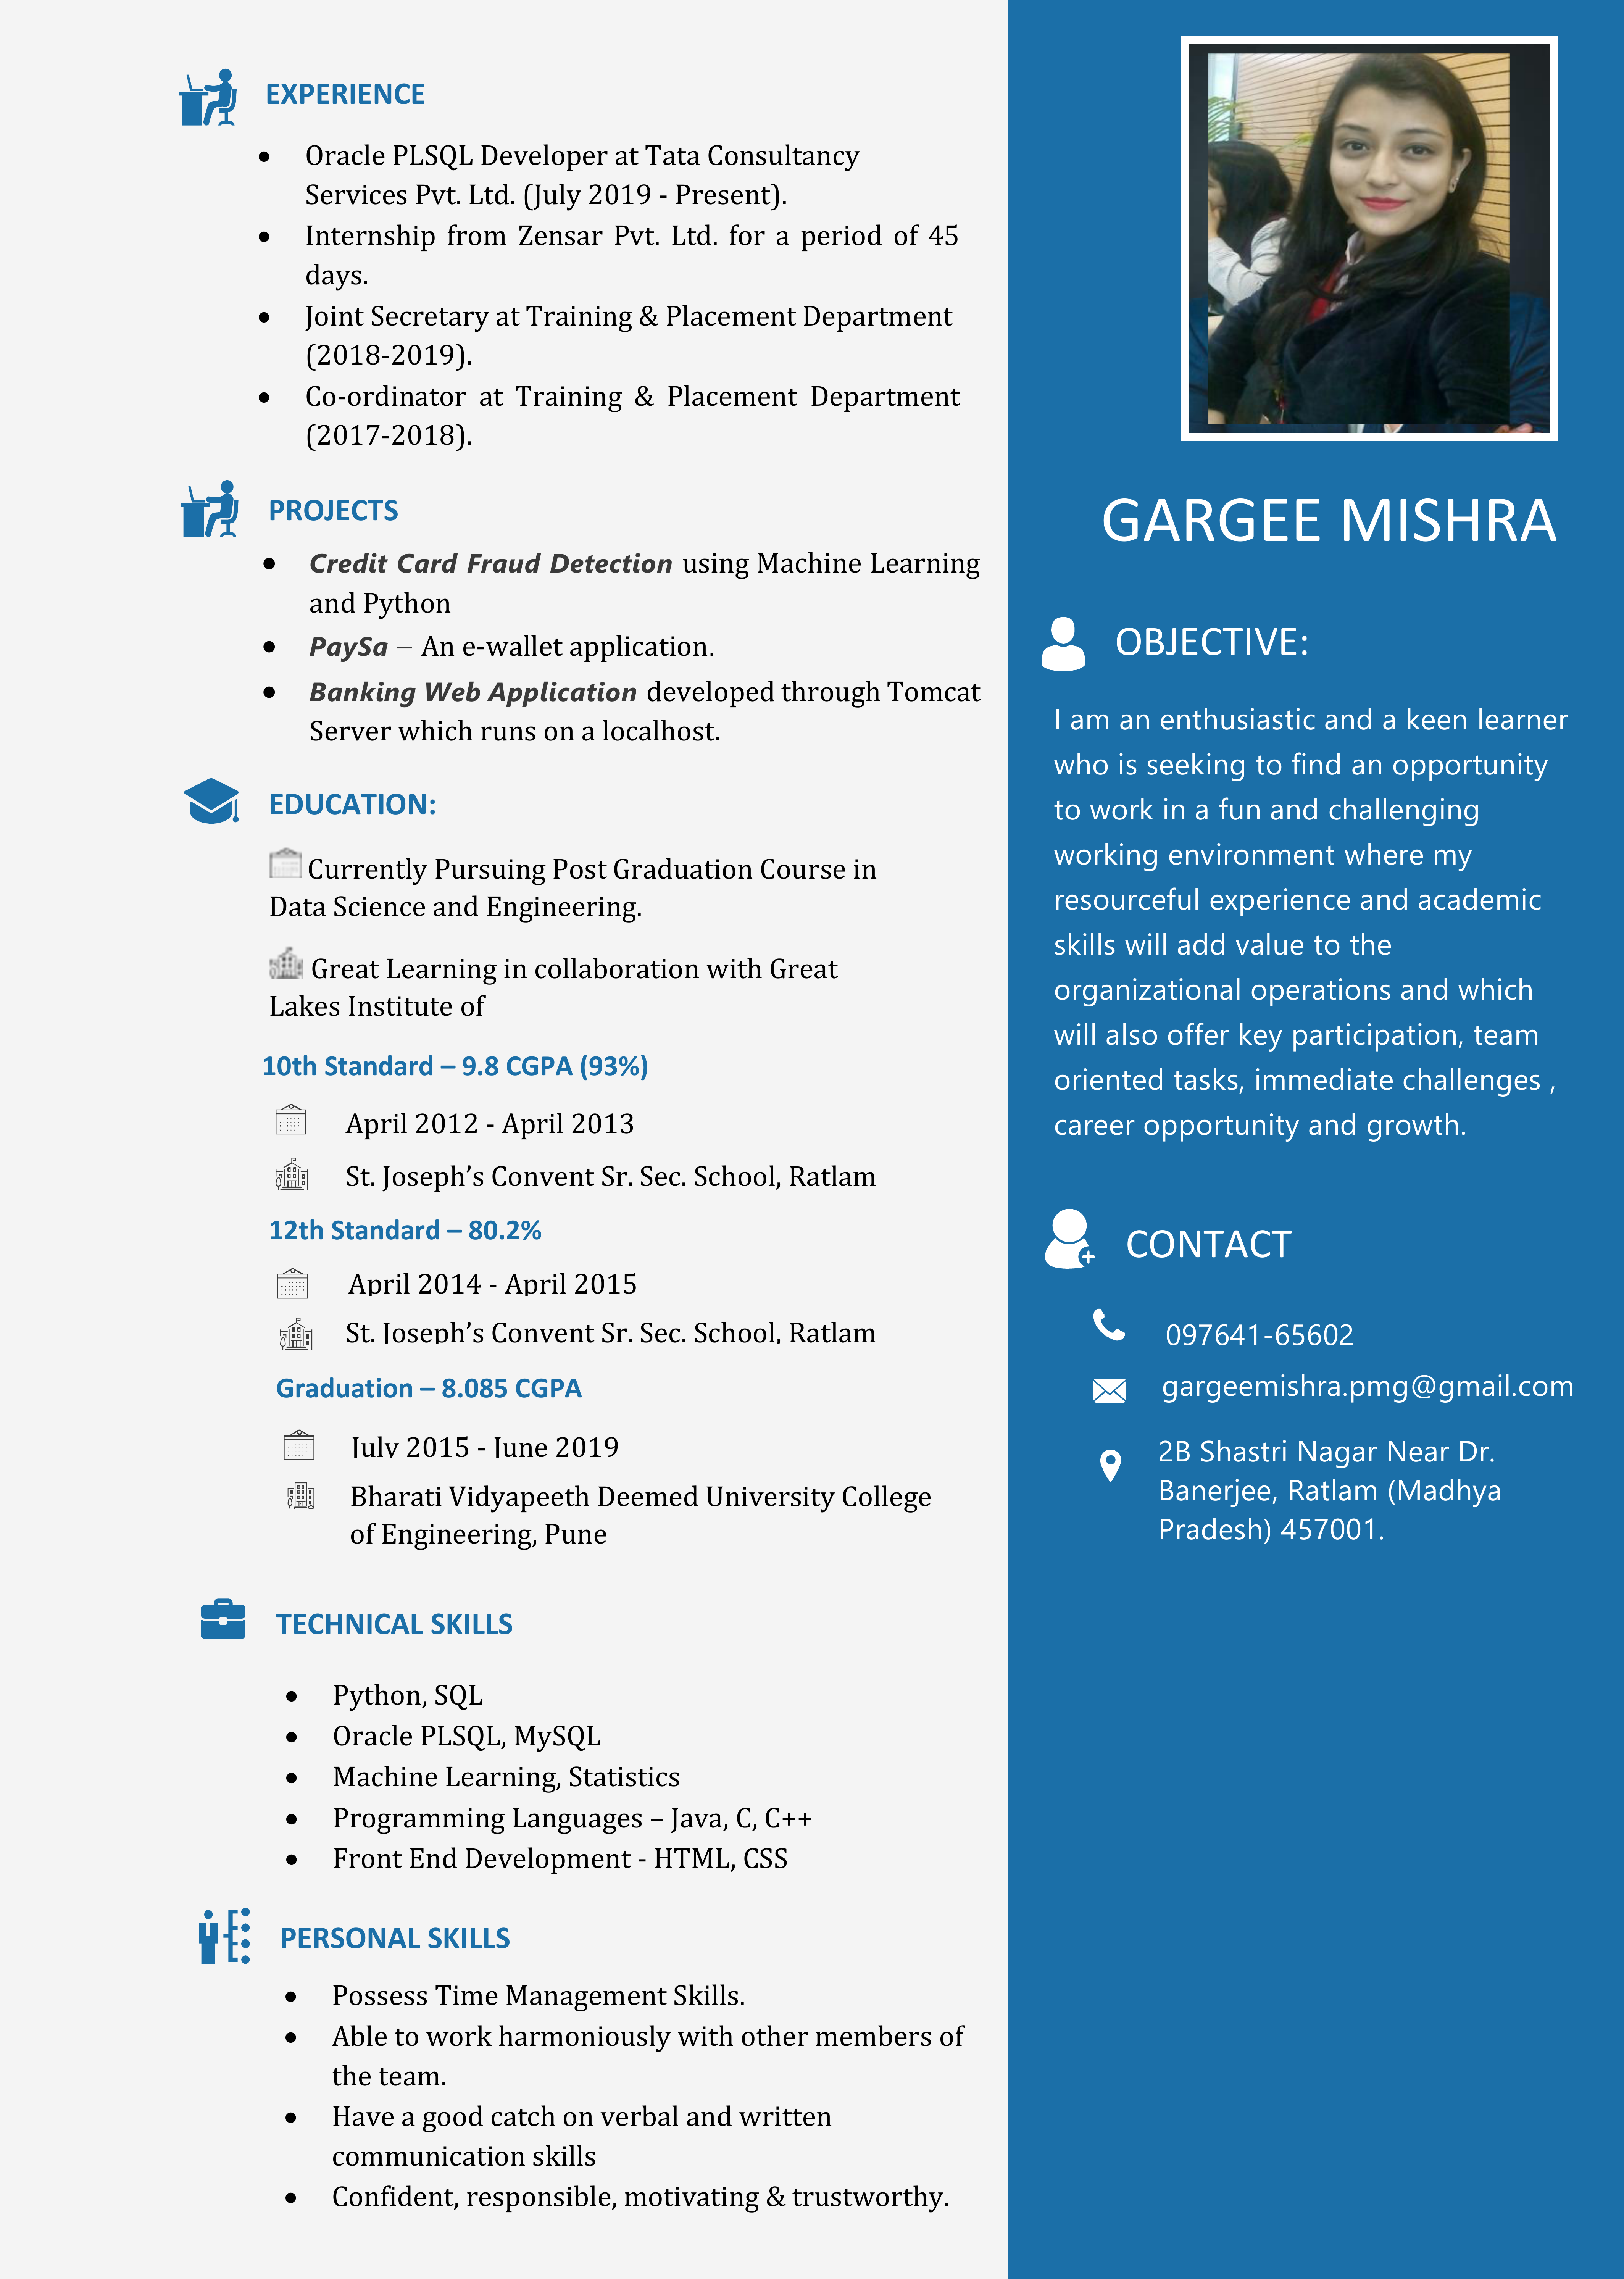 EXPERIENCE
Oracle PLSQL Developer at Tata Consultancy
Services Pvt. Ltd. (July 2019 - Present).
Internship from Zensar Pvt. Ltd. for a period of 45
days.
Joint Secretary at Training & Placement Department
(2018-2019).
Co-ordinator at Training & Placement Department
(2017-2018).
PROJECTS
Credit Card Fraud Detection using Machine Learning
and Python
PaySa – An e-wallet application.
Banking Web Application developed through Tomcat
Server which runs on a localhost.
EDUCATION:
Currently Pursuing Post Graduation Course in
Data Science and Engineering.
Great Learning in collaboration with Great
Lakes Institute of
10th Standard – 9.8 CGPA (93%)
April 2012 - April 2013
St. Joseph’s Convent Sr. Sec. School, Ratlam
12th Standard – 80.2%
April 2014 - April 2015
St. Joseph’s Convent Sr. Sec. School, Ratlam
Graduation – 8.085 CGPA
July 2015 - June 2019
Bharati Vidyapeeth Deemed University College
of Engineering, Pune
TECHNICAL SKILLS
Python, SQL
Oracle PLSQL, MySQL
Machine Learning, Statistics
Programming Languages – Java, C, C++
Front End Development - HTML, CSS
PERSONAL SKILLS
Possess Time Management Skills.
Able to work harmoniously with other members of
the team.
Have a good catch on verbal and written
communication skills
Confident, responsible, motivating & trustworthy.
GARGEE MISHRA
OBJECTIVE:
I am an enthusiastic and a keen learner
who is seeking to find an opportunity
to work in a fun and challenging
working environment where my
resourceful experience and academic
skills will add value to the
organizational operations and which
will also offer key participation, team
oriented tasks, immediate challenges ,
career opportunity and growth.
CONTACT
097641-65602
gargeemishra.pmg@gmail.com
2B Shastri Nagar Near Dr.
Banerjee, Ratlam (Madhya
Pradesh) 457001.